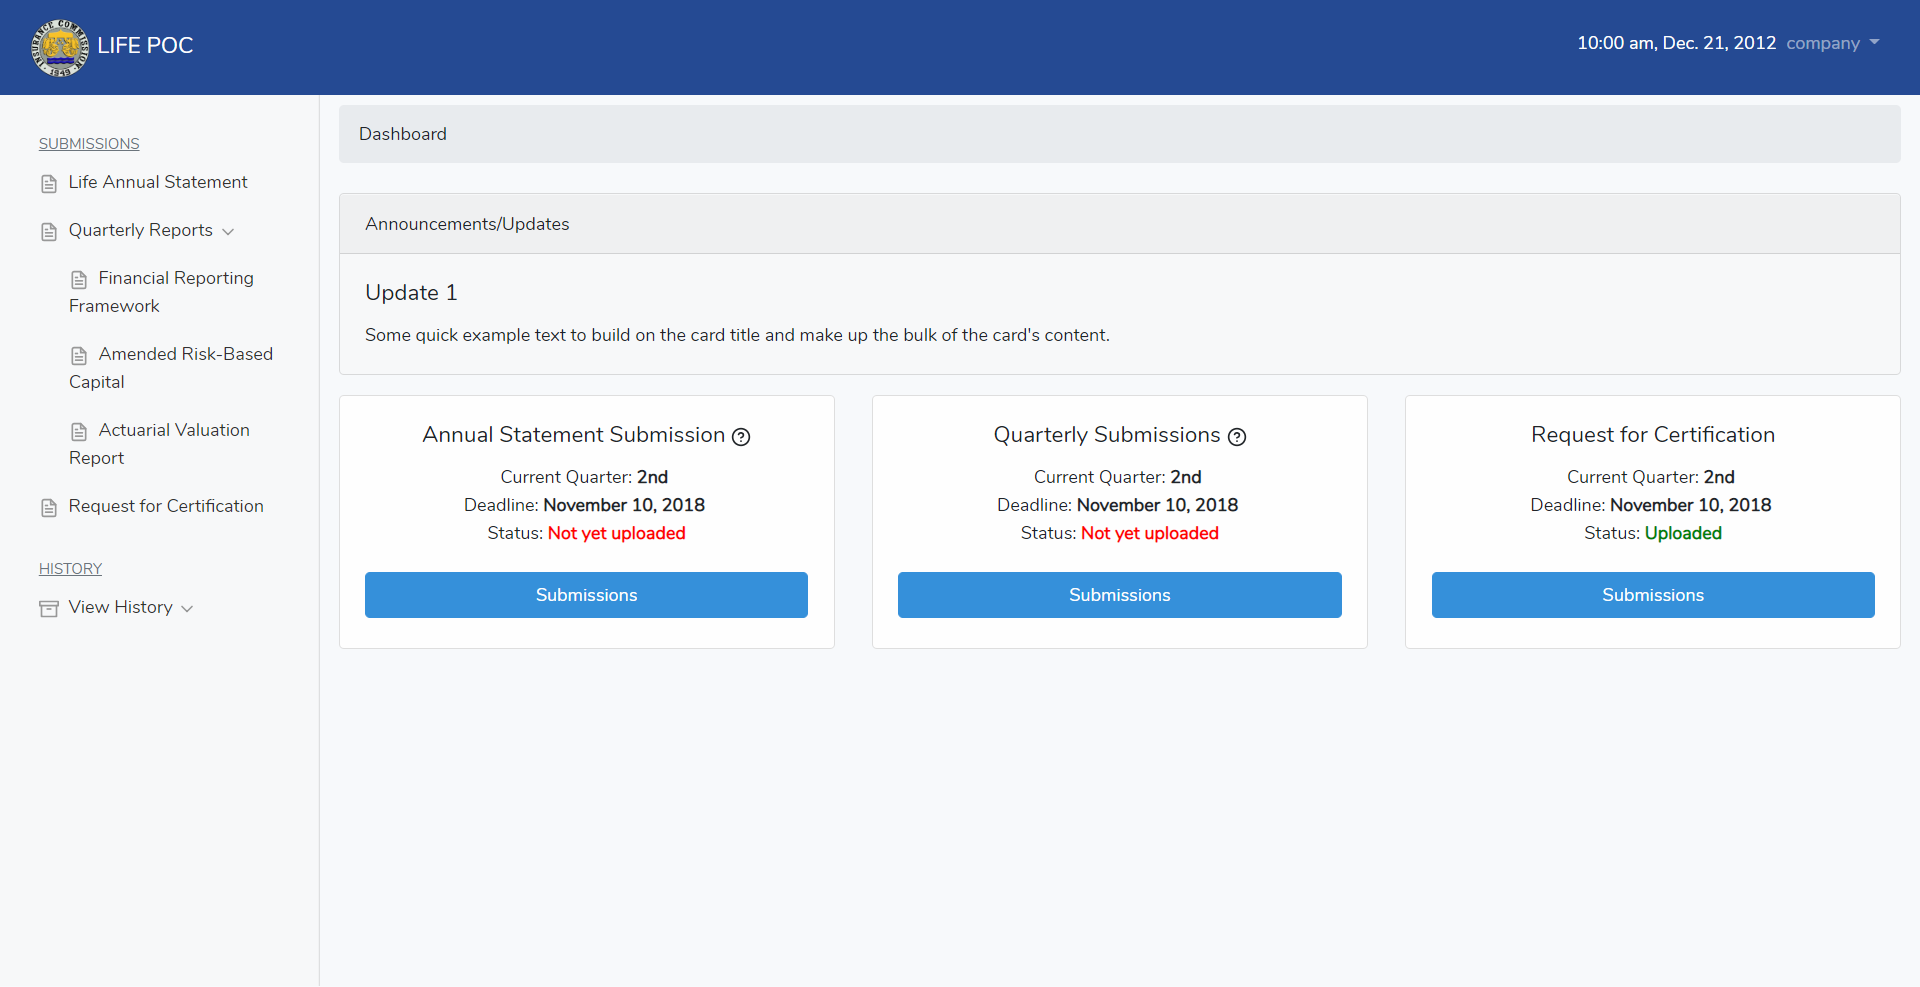 INSURANCE COMMISSION
1949
LIFE POC
10:00 am, Dec. 21, 2012 company
SUBMISSIONS
Life Annual Statement
Quarterly Reports
Financial Reporting
Framework
Amended Risk-Based
Capital
Actuarial Valuation
Report
Request for Certification
HISTORY
View History
Dashboard
Announcements/Updates
Update 1
Some quick example text to build on the card title and make up the bulk of the card's content.
Annual Statement Submission
Current Quarter: 2nd
Deadline: November 10, 2018
Status: Not yet uploaded
Submissions
Quarterly Submissions
Current Quarter: 2nd
Deadline: November 10, 2018
Status: Not yet uploaded
Submissions
Request for Certification
Current Quarter: 2nd
Deadline: November 10, 2018
Status: Uploaded
Submissions